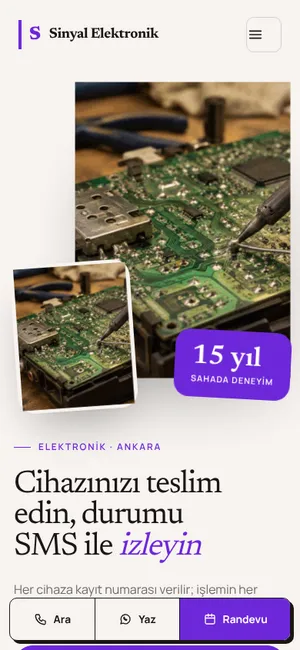 S Sinyal Elektronik
15 yıl
SAHADA DENEYİM
ELEKTRONİK · ANKARA
Cihazınızı teslim
edin, durumu
SMS ile izleyin
Her cihaza kayıt numarası verilir; işlemin her
Ara
Yaz
Randevu